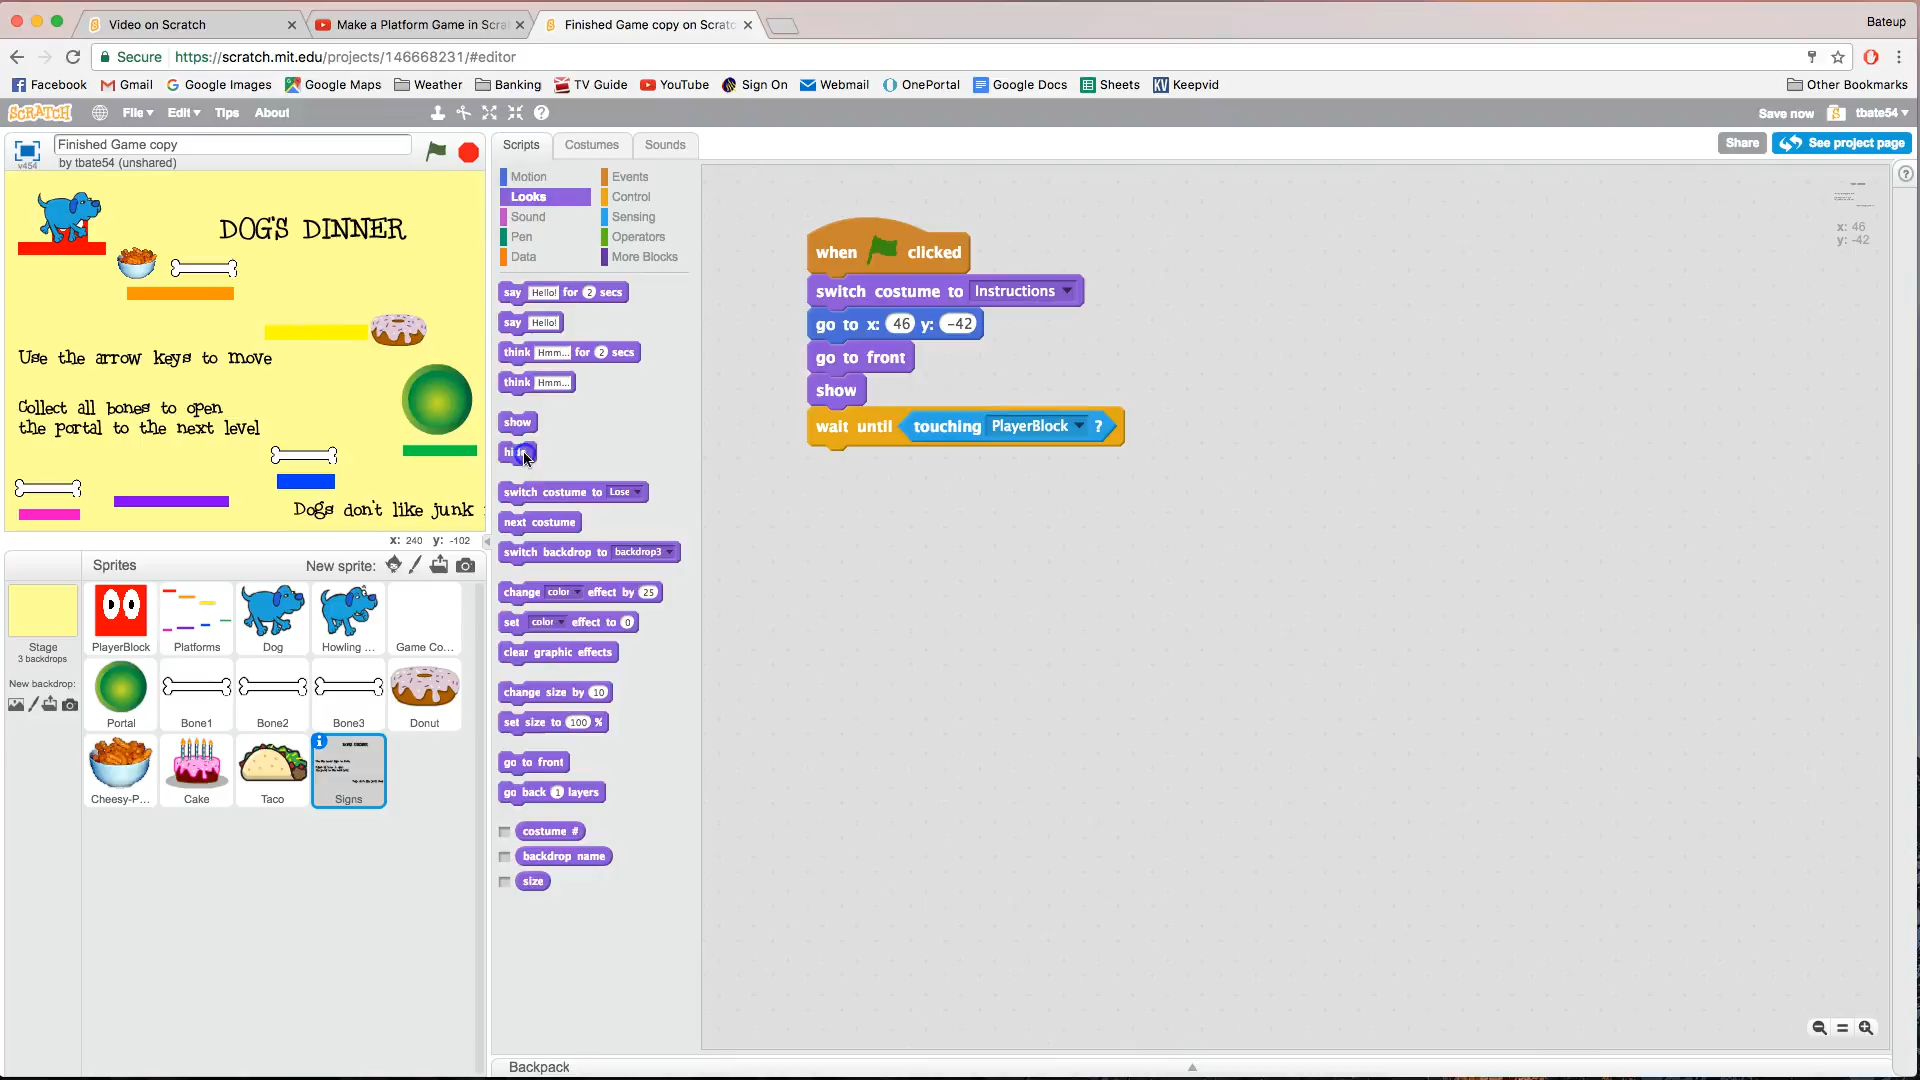 Video on Scratch
Make a Platform Game in Scra
Finished Game copy on Scratc
Bateup
Secure
https://scratch.mit.edu/projects/146668231/#editor
Facebook
Gmail
Google Images
Google Maps
Weather
Banking
TV Guide
YouTube
Sign On
Webmail
OnePortal
Google Docs
Sheets
KV Keepvid
Other Bookmarks
SCRATCH
File
Edit
Tips
About
Save now
tbate54
v454
Finished Game copy
by tbate54 (unshared)
Scripts
Costumes
Sounds
Share
See project page
DOG'S DINNER
Use the arrow keys to move
Collect all bones to open
the portal to the next level
Dogs don't like junk
x: 240 y: -102
Motion
Events
Looks
Control
Sound
Sensing
Pen
Operators
Data
More Blocks
say Hello! for 2 secs
say Hello!
think Hmm... for 2 secs
think Hmm...
show
switch costume to Lose
next costume
switch backdrop to backdrop3
change color effect by 25
set color effect to 0
clear graphic effects
change size by 10
set size to 100 %
go to front
go back 1 layers
costume #
backdrop name
size
when clicked
switch costume to Instructions
go to x: 46 y: -42
go to front
show
wait until touching PlayerBlock ?
x: 46
y: -42
Sprites
New sprite:
Stage
3 backdrops
New backdrop:
PlayerBlock
Platforms
Dog
Howling ...
Game Co...
Portal
Bone1
Bone2
Bone3
Donut
Cheesy-P...
Cake
Taco
Signs
Backpack